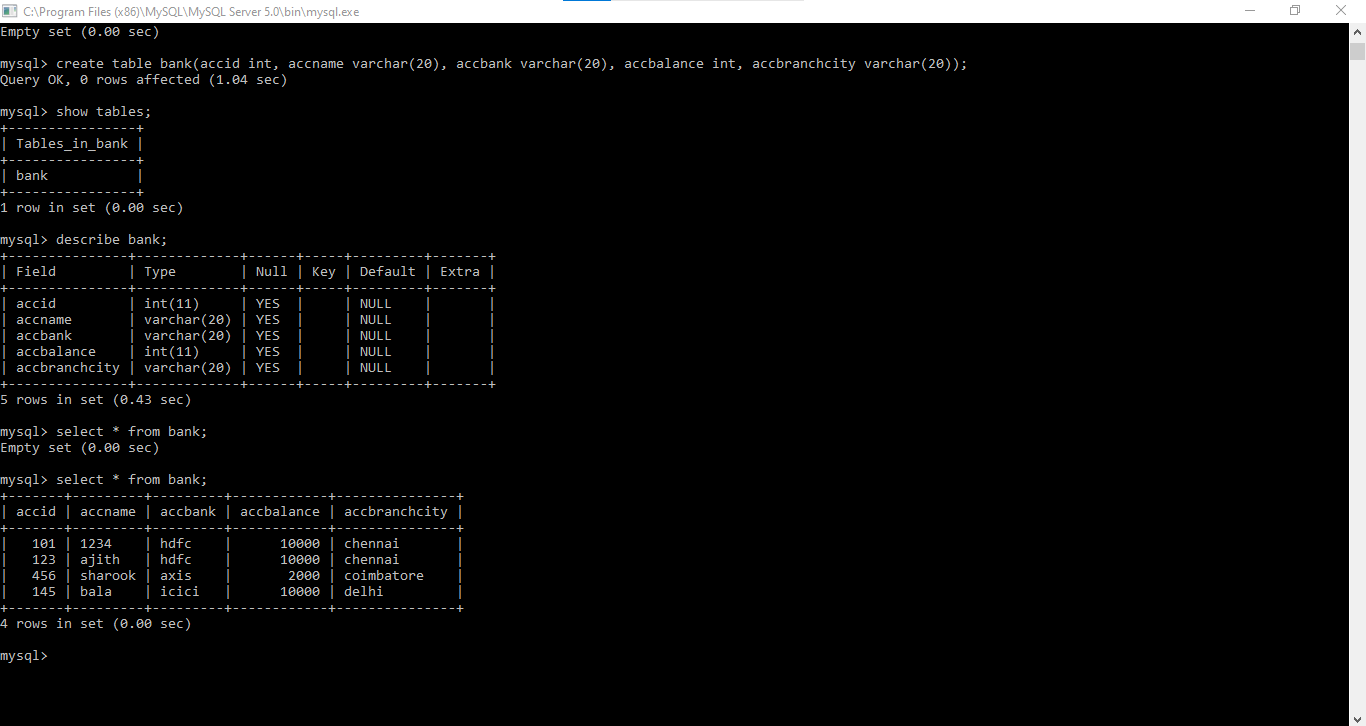 C:\Program Files (x86)\MySQL\MySQL Server 5.0\bin\mysql.exe
Empty set (0.00 sec)
mysql> create table bank(accid int, accname varchar(20), accbank varchar(20), accbalance int, accbranchcity varchar(20));
Query OK, 0 rows affected (1.04 sec)
mysql> show tables;
+----------------+
| Tables_in_bank |
+----------------+
| bank           |
+----------------+
1 row in set (0.00 sec)
mysql> describe bank;
+---------------+-------------+------+-----+---------+-------+
| Field         | Type        | Null | Key | Default | Extra |
+---------------+-------------+------+-----+---------+-------+
| accid         | int(11)     | YES  |     | NULL    |       |
| accname       | varchar(20) | YES  |     | NULL    |       |
| accbank       | varchar(20) | YES  |     | NULL    |       |
| accbalance    | int(11)     | YES  |     | NULL    |       |
| accbranchcity | varchar(20) | YES  |     | NULL    |       |
+---------------+-------------+------+-----+---------+-------+
5 rows in set (0.43 sec)
mysql> select * from bank;
Empty set (0.00 sec)
mysql> select * from bank;
+-------+---------+---------+------------+---------------+
| accid | accname | accbank | accbalance | accbranchcity |
+-------+---------+---------+------------+---------------+
|   101 | 1234    | hdfc    |      10000 | chennai       |
|   123 | ajith   | hdfc    |      10000 | chennai       |
|   456 | sharook | axis    |       2000 | coimbatore    |
|   145 | bala    | icici   |      10000 | delhi         |
+-------+---------+---------+------------+---------------+
4 rows in set (0.00 sec)
mysql>